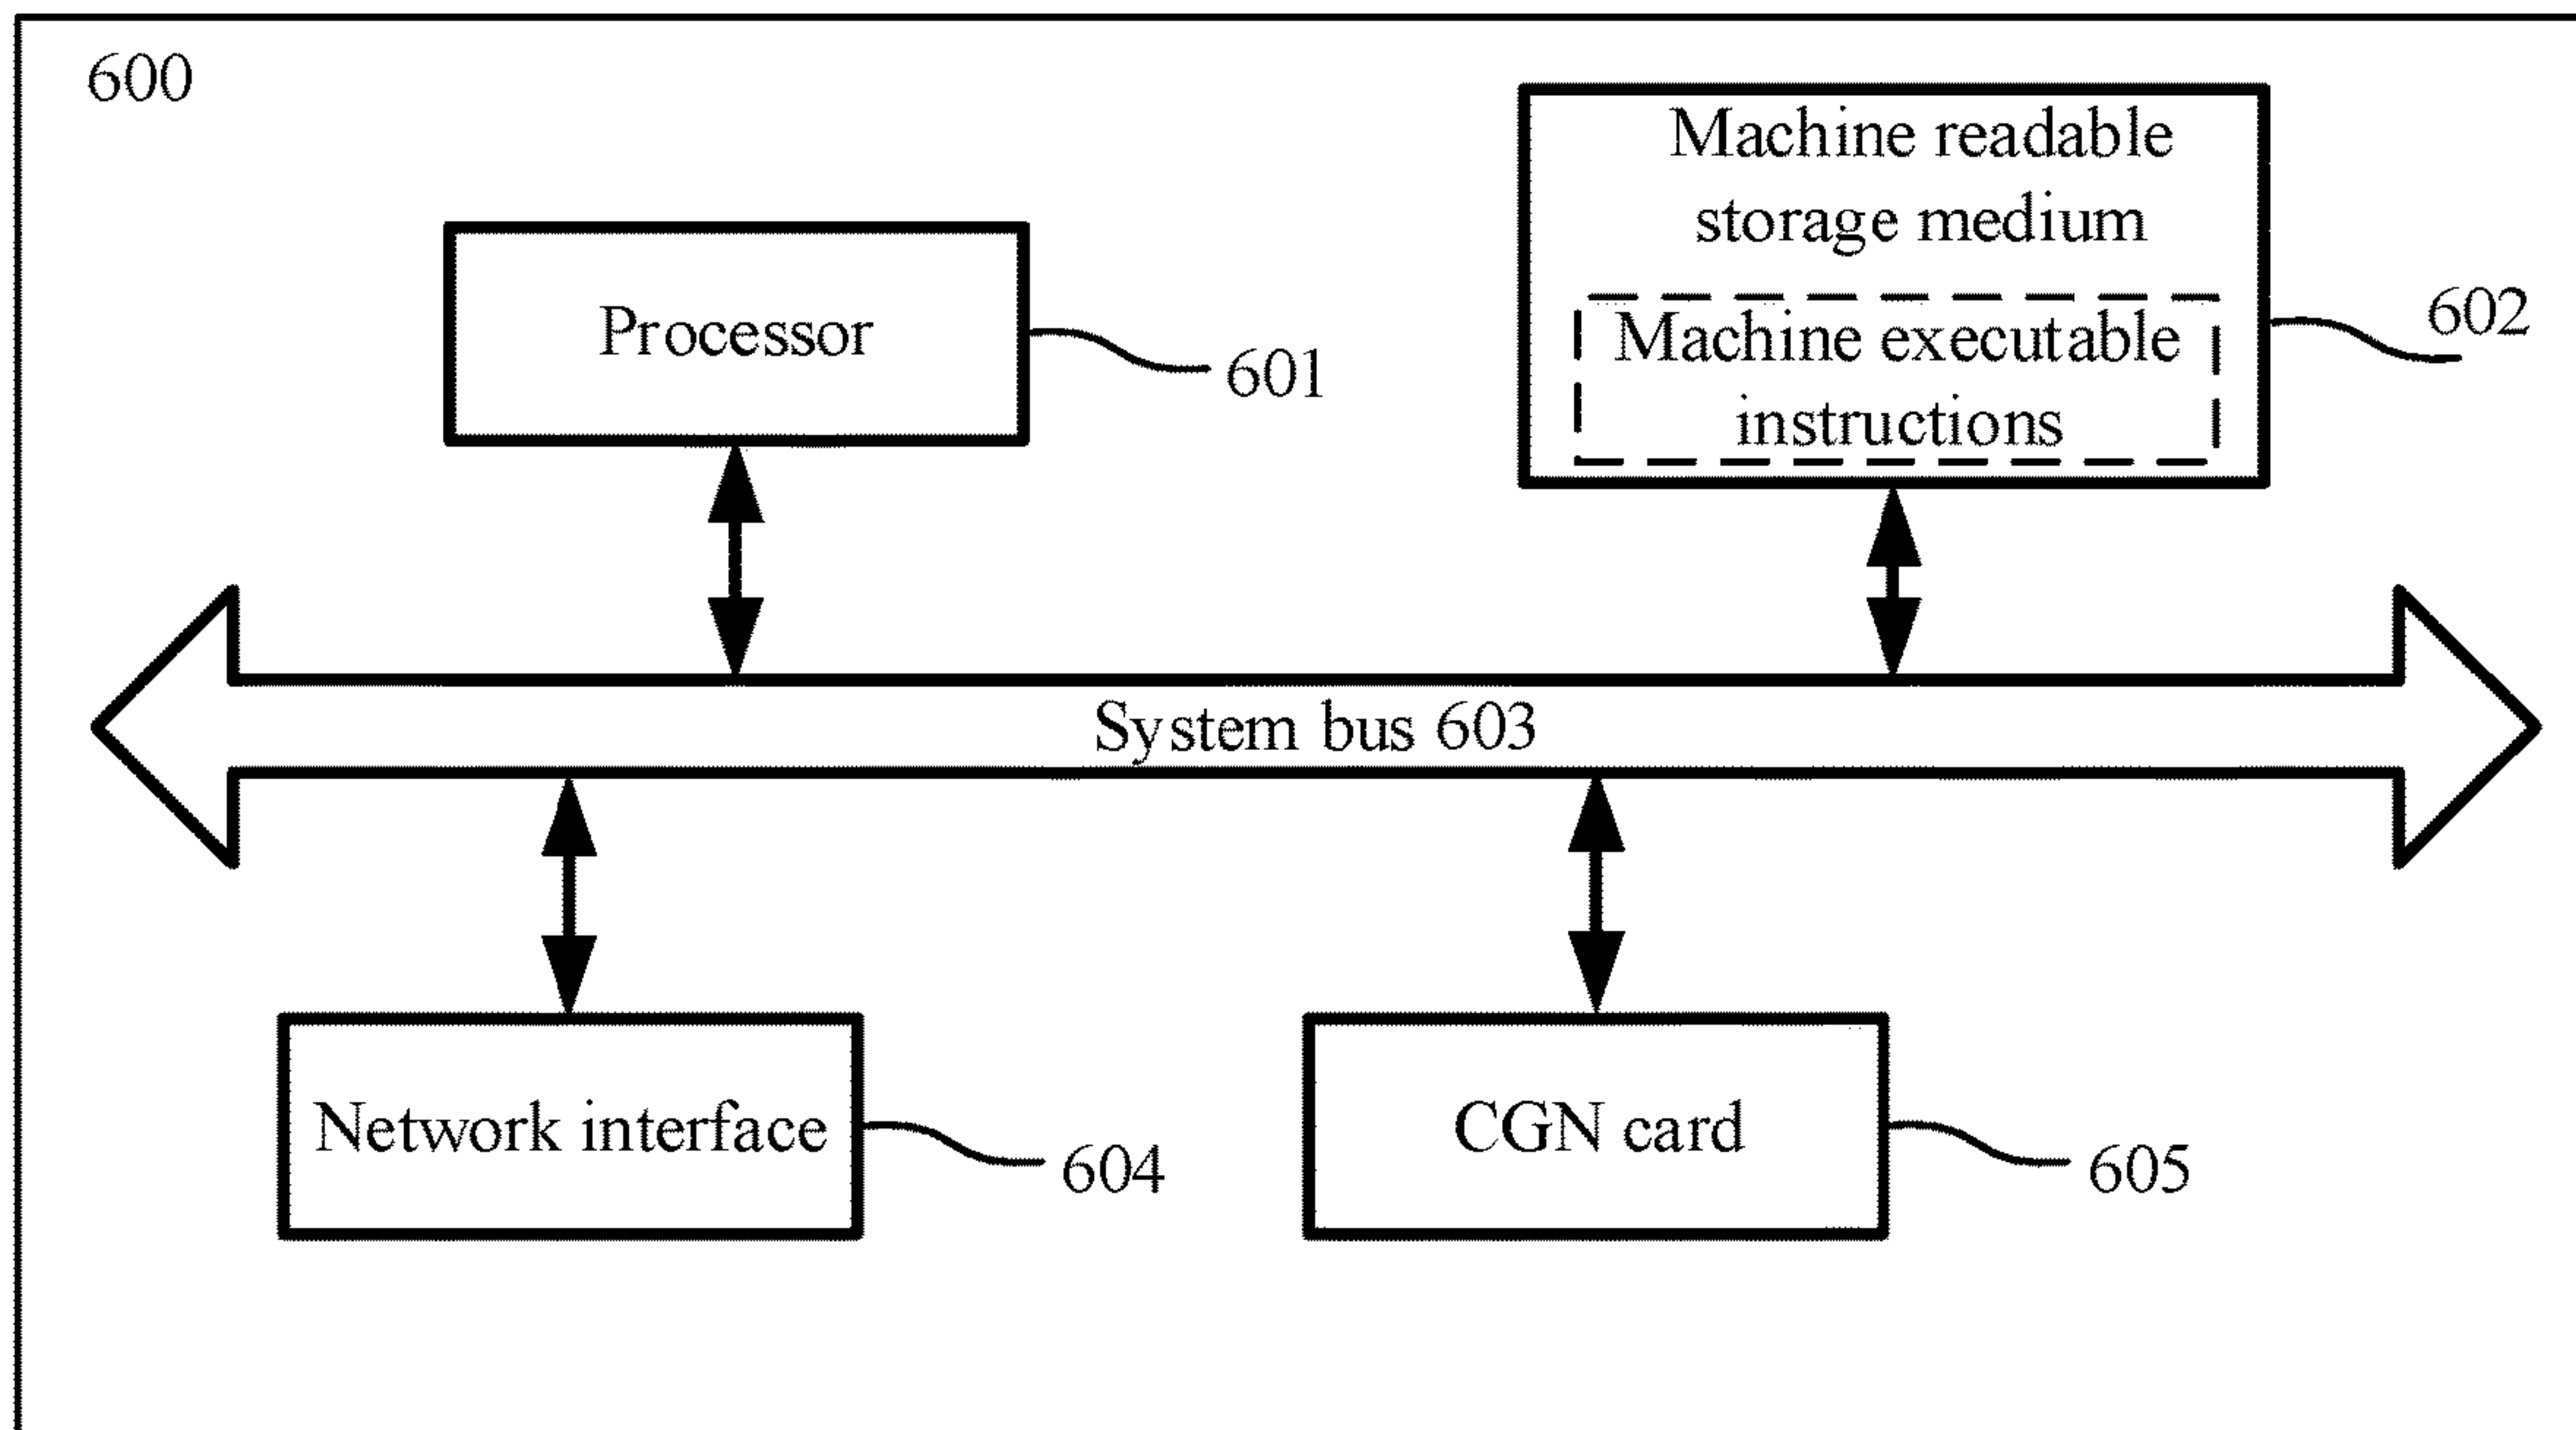 600
Machine readable
storage medium
Processor
Machine executable
instructions
602
601
System bus 603
Network interface
604
CGN card
605